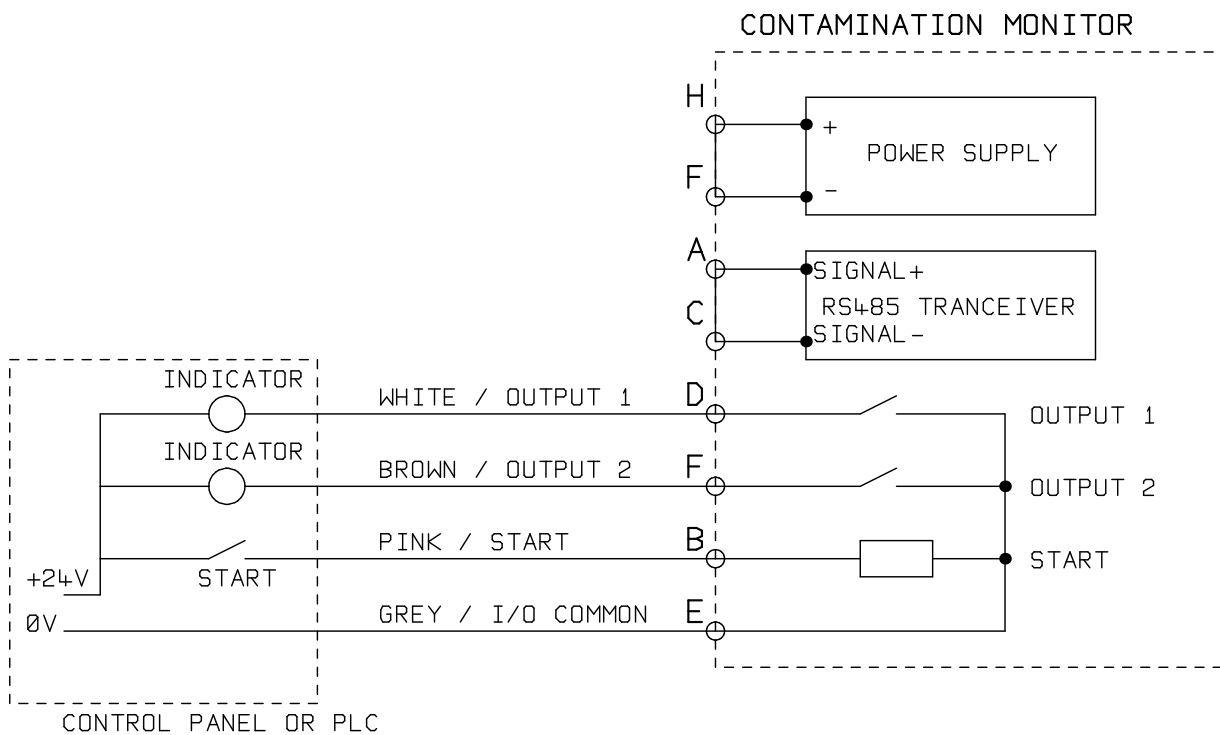 CONTAMINATION MONITOR
H
+
POWER SUPPLY
F
-
A
SIGNAL+
RS485 TRANCEIVER
C
SIGNAL-
INDICATOR
WHITE / OUTPUT 1
D
OUTPUT 1
INDICATOR
BROWN / OUTPUT 2
F
OUTPUT 2
PINK / START
B
START
+24V
START
0V
GREY / I/O COMMON
E
CONTROL PANEL OR PLC